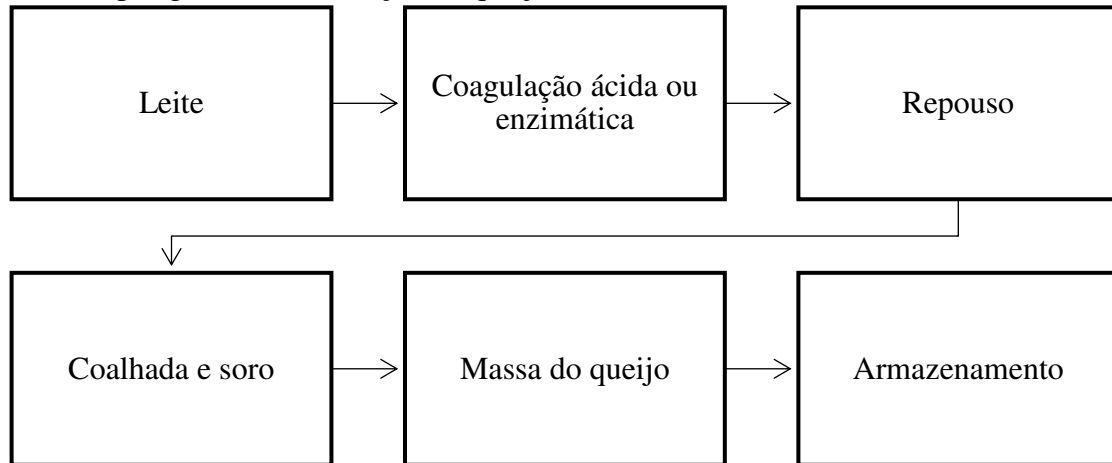 Leite
Coagulação ácida ou
enzimática
Repouso
Coalhada e soro
Massa do queijo
Armazenamento